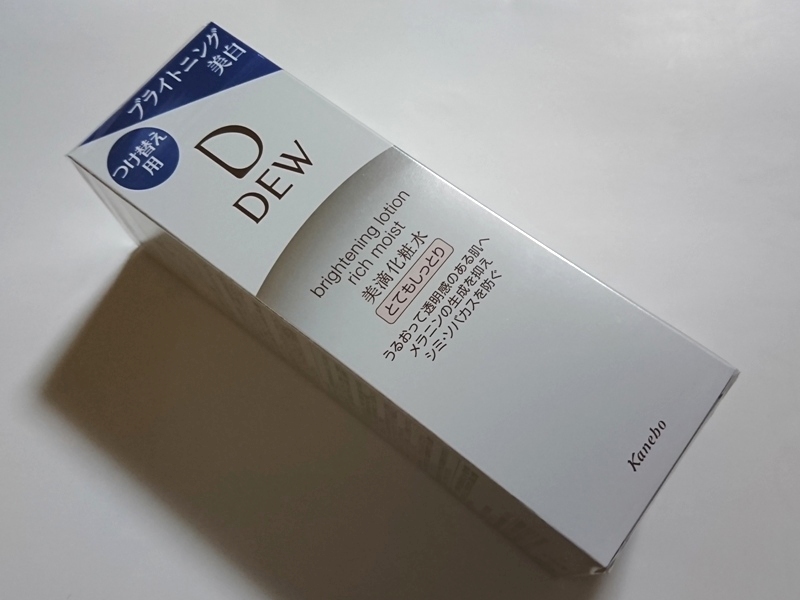 ブライトニング
美白
つけ替え
用
D
DEW
brightening lotion
rich moist
美滴化粧水
とてもしっとり
うるおって透明感のある肌へ
メラニンの生成を抑え
シミ・ソバカスを防ぐ
Kanebo